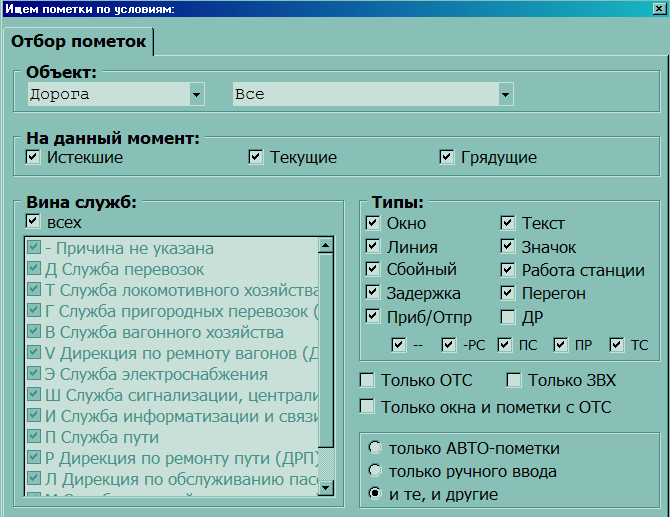 Ищем пометки по условиям:
Отбор пометок
Объект:
Дорога Все
На данный момент:
Истекшие Текущие Грядущие
Вина служб:
всех
- Причина не указана
Д Служба перевозок
Т Служба локомотивного хозяйства
Г Служба пригородных перевозок (
В Служба вагонного хозяйства
V Дирекция по ремноту вагонов (Д
Э Служба электроснабжения
Ш Служба сигнализации, централи
И Служба информатизации и связи
П Служба пути
Р Дирекция по ремонту пути (ДРП)
Л Дирекция по обслуживанию пасс
Типы:
Окно Текст
Линия Значок
Сбойный Работа станции
Задержка Перегон
Приб/Отпр ДР
-- -РС ПС ПР ТС
Только ОТС Только ЗВХ
Только окна и пометки с ОТС
только АВТО-пометки
только ручного ввода
и те, и другие